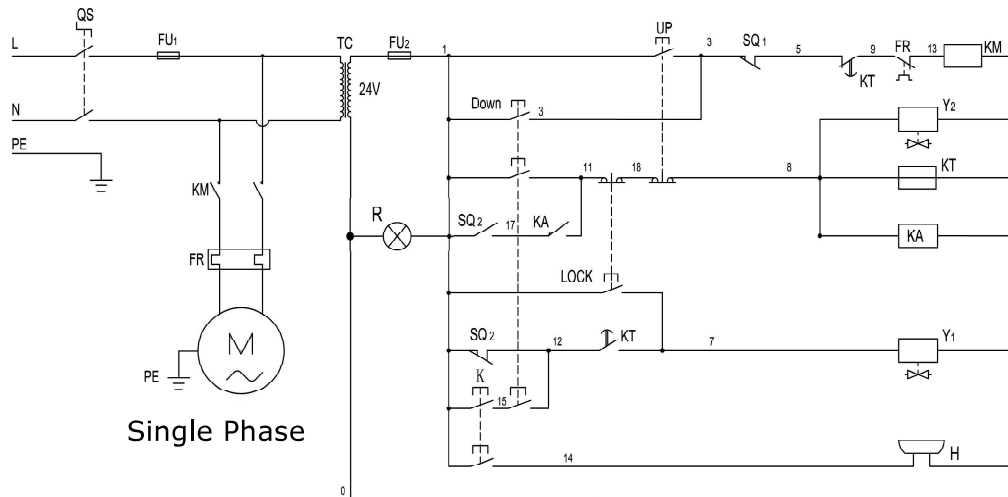 QS
L
FU1
TC
FU2
1
UP
3
SQ1
5
9
FR
13
KM
24V
KT
N
Down
3
Y2
PE
11
18
8
KT
KM
R
SQ2
17
KA
KA
FR
LOCK
M
SQ2
12
KT
7
Y1
PE
K
15
Single Phase
14
H
0